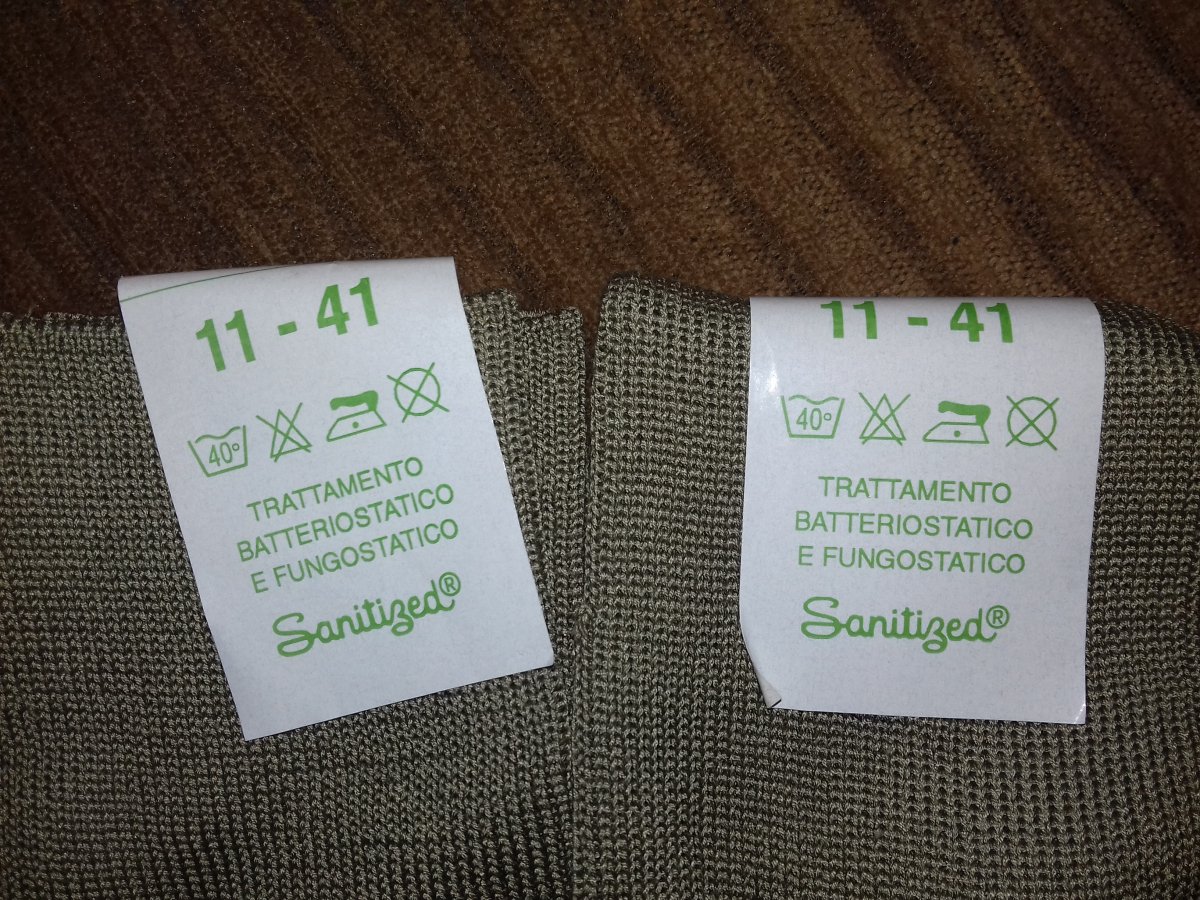 11 - 41
40°
TRATTAMENTO
BATTERIOSTATICO
E FUNGOSTATICO
Sanitized®
11 - 41
40°
TRATTAMENTO
BATTERIOSTATICO
E FUNGOSTATICO
Sanitized®